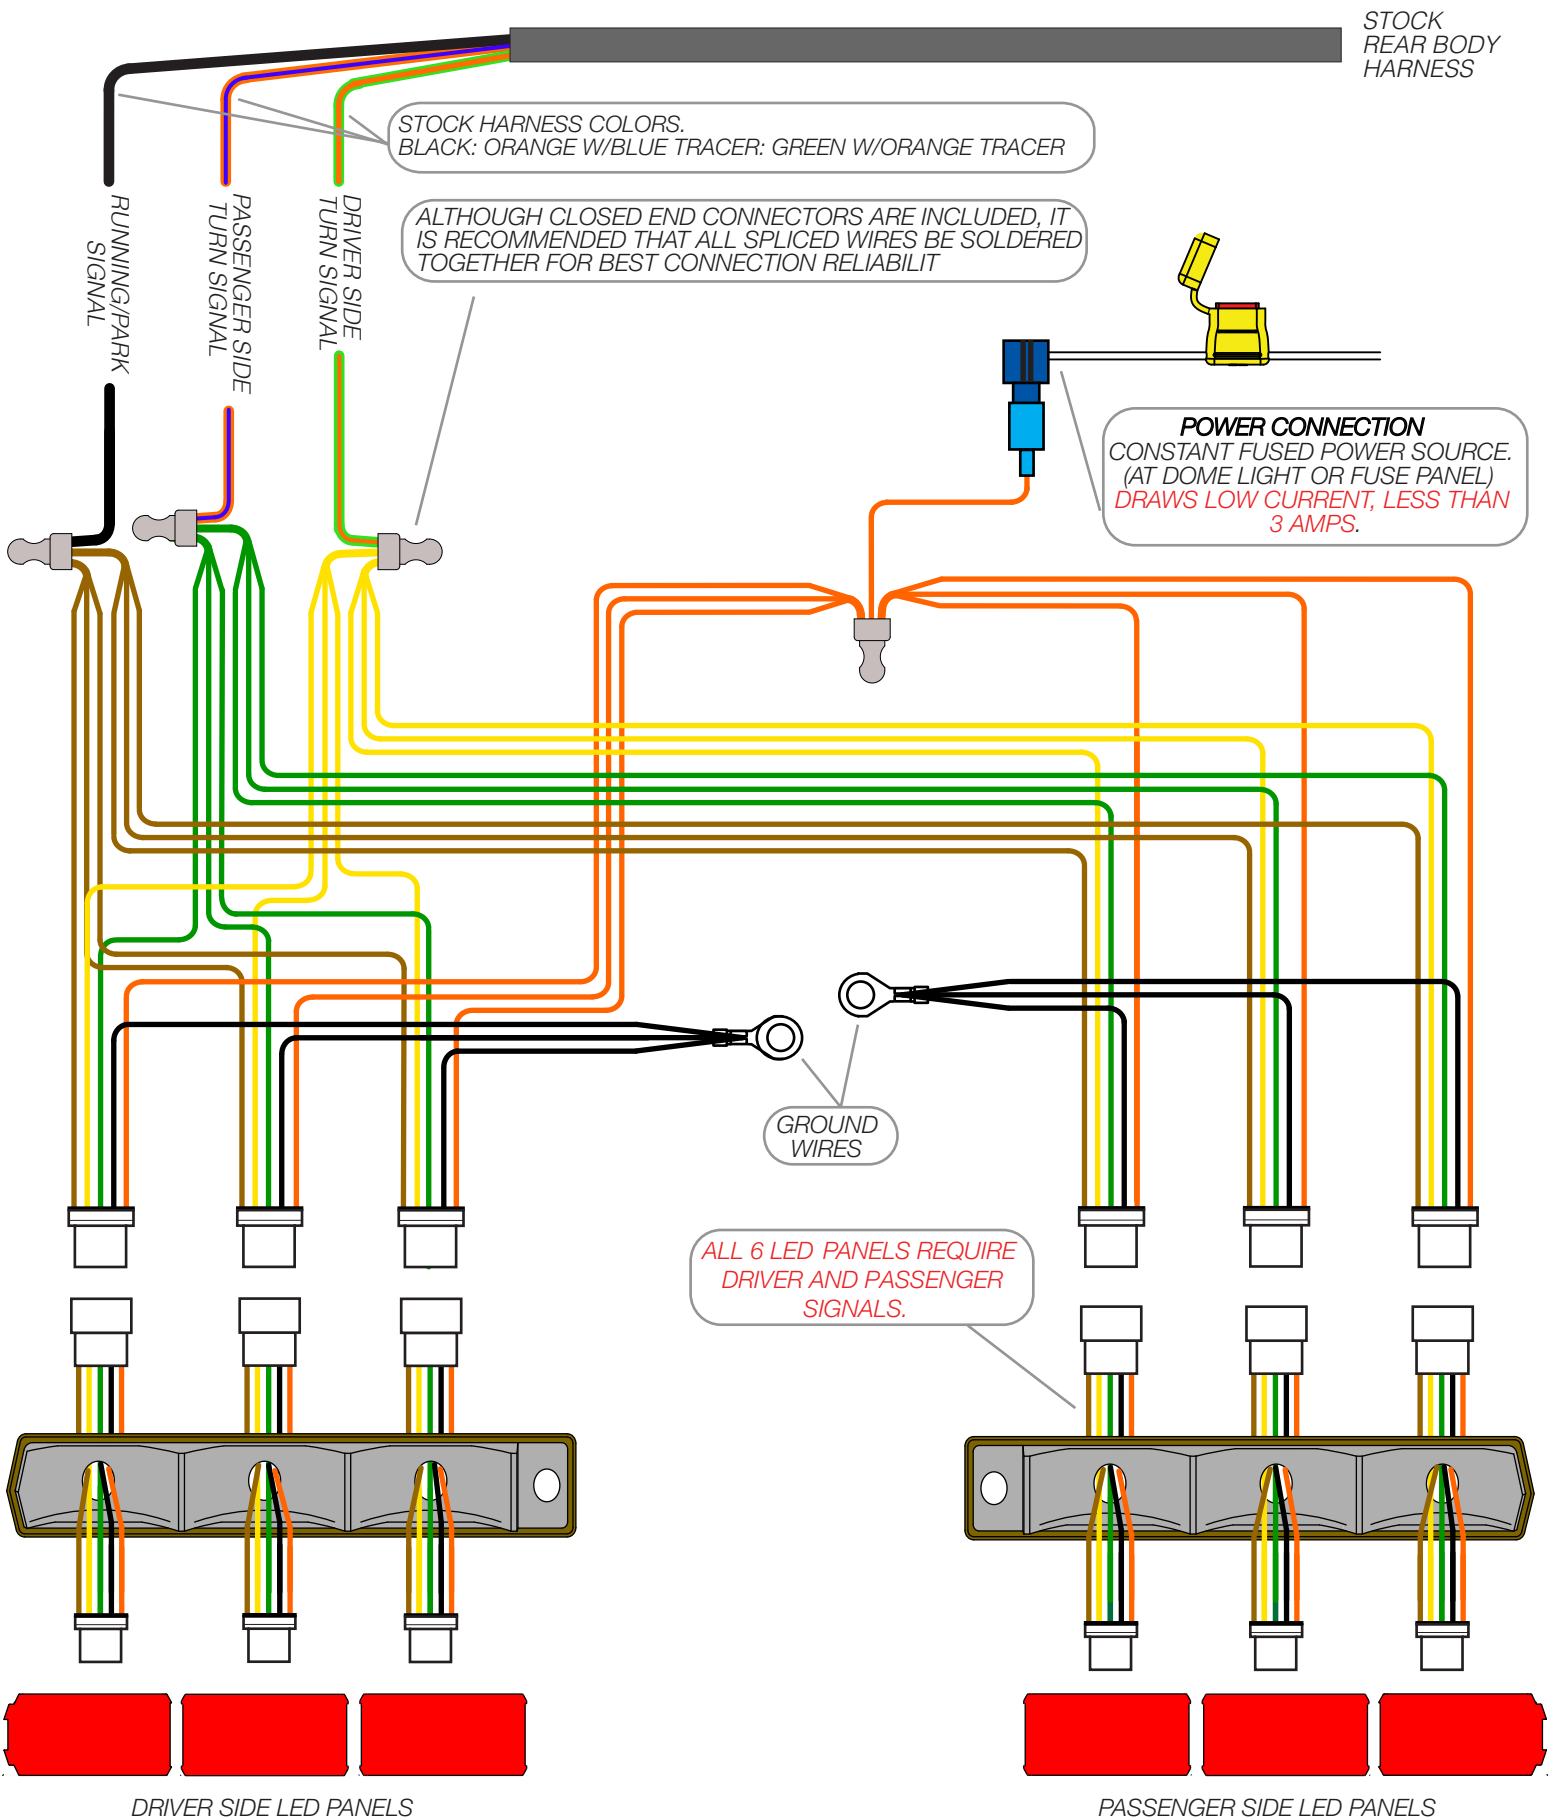 STOCK
REAR BODY
HARNESS
STOCK HARNESS COLORS.
BLACK: ORANGE W/BLUE TRACER: GREEN W/ORANGE TRACER
RUNNING/PARK
SIGNAL
PASSENGER SIDE
TURN SIGNAL
DRIVER SIDE
TURN SIGNAL
ALTHOUGH CLOSED END CONNECTORS ARE INCLUDED, IT
IS RECOMMENDED THAT ALL SPLICED WIRES BE SOLDERED
TOGETHER FOR BEST CONNECTION RELIABILIT
POWER CONNECTION
CONSTANT FUSED POWER SOURCE.
(AT DOME LIGHT OR FUSE PANEL)
DRAWS LOW CURRENT, LESS THAN
3 AMPS.
GROUND
WIRES
ALL 6 LED PANELS REQUIRE
DRIVER AND PASSENGER
SIGNALS.
DRIVER SIDE LED PANELS
PASSENGER SIDE LED PANELS